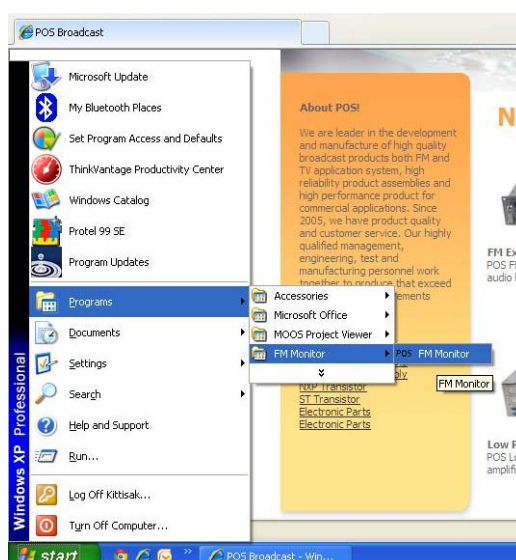 POS Broadcast
Microsoft Update
My Bluetooth Places
Set Program Access and Defaults
ThinkVantage Productivity Center
Windows Catalog
Protel 99 SE
Program Updates
Programs
Documents
Settings
Search
Help and Support
Run...
Log Off Kittisak...
Turn Off Computer...
Windows XP Professional
Accessories
Microsoft Office
MOOS Project Viewer
FM Monitor
POS FM Monitor
FM Monitor
About POS!
We are leader in the development
and manufacture of high quality
broadcast products both FM and
TV application system, high
reliability product assemblies and
high performance product for
commercial applications. Since
2005, we have product quality
and customer service. Our highly
qualified management,
engineering, test and
manufacturing personnel work
together to produce that exceed
NXP Transistor
ST Transistor
Electronic Parts
Electronic Parts
N
FM Ex
POS F
audio
Low P
POS Lo
amplifi
start
POS Broadcast - Win...